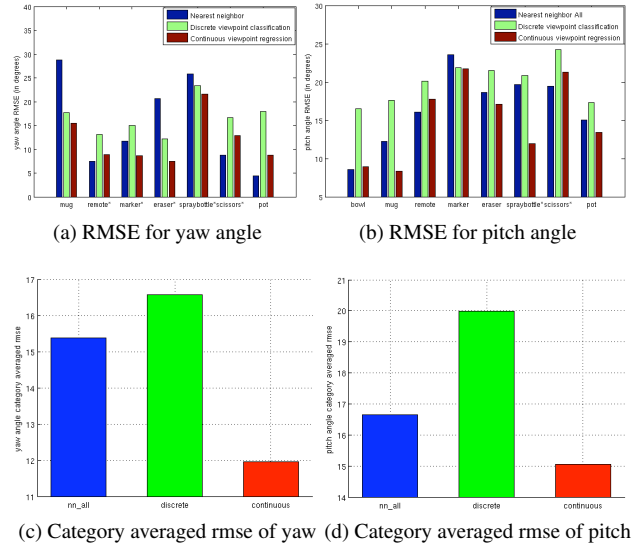 Nearest neighbor
Discrete viewpoint classification
Continuous viewpoint regression
yaw angle RMSE (in degrees)
40
35
30
25
20
15
10
5
0
mug remote* marker* eraser* spraybottle* scissors* pot
(a) RMSE for yaw angle
Nearest neighbor All
Discrete viewpoint classification
Continuous viewpoint regression
pitch angle RMSE (in degrees)
30
25
20
15
10
5
bowl mug remote marker eraser spraybottle* scissors* pot
(b) RMSE for pitch angle
yaw angle category averaged rmse
17
16
15
14
13
12
11
nn_all discrete continuous
(c) Category averaged rmse of yaw
pitch angle category averaged rmse
21
20
19
18
17
16
15
14
nn_all discrete continuous
(d) Category averaged rmse of pitch